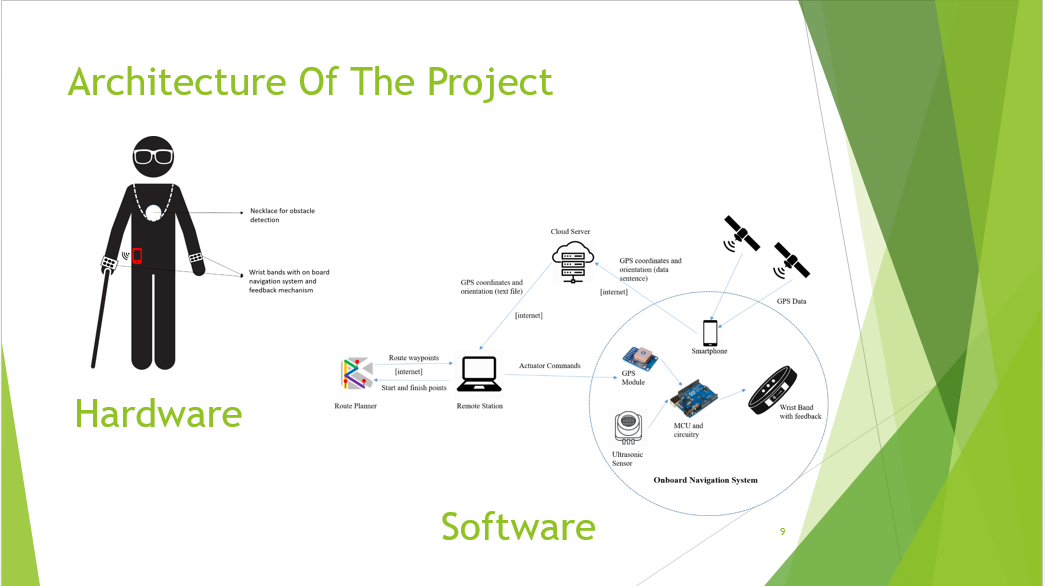 Architecture Of The Project
Necklace for obstacle
detection
Wrist bands with on board
navigation system and
feedback mechanism
Hardware
Cloud Server
GPS coordinates and
orientation (data
sentence)
[internet]
GPS coordinates and
orientation (text file)
[internet]
GPS Data
Smartphone
Route waypoints
[internet]
Start and finish points
Route Planner
Remote Station
Actuator Commands
GPS
Module
MCU and
circuitry
Wrist Band
with feedback
Ultrasonic
Sensor
Onboard Navigation System
Software
9